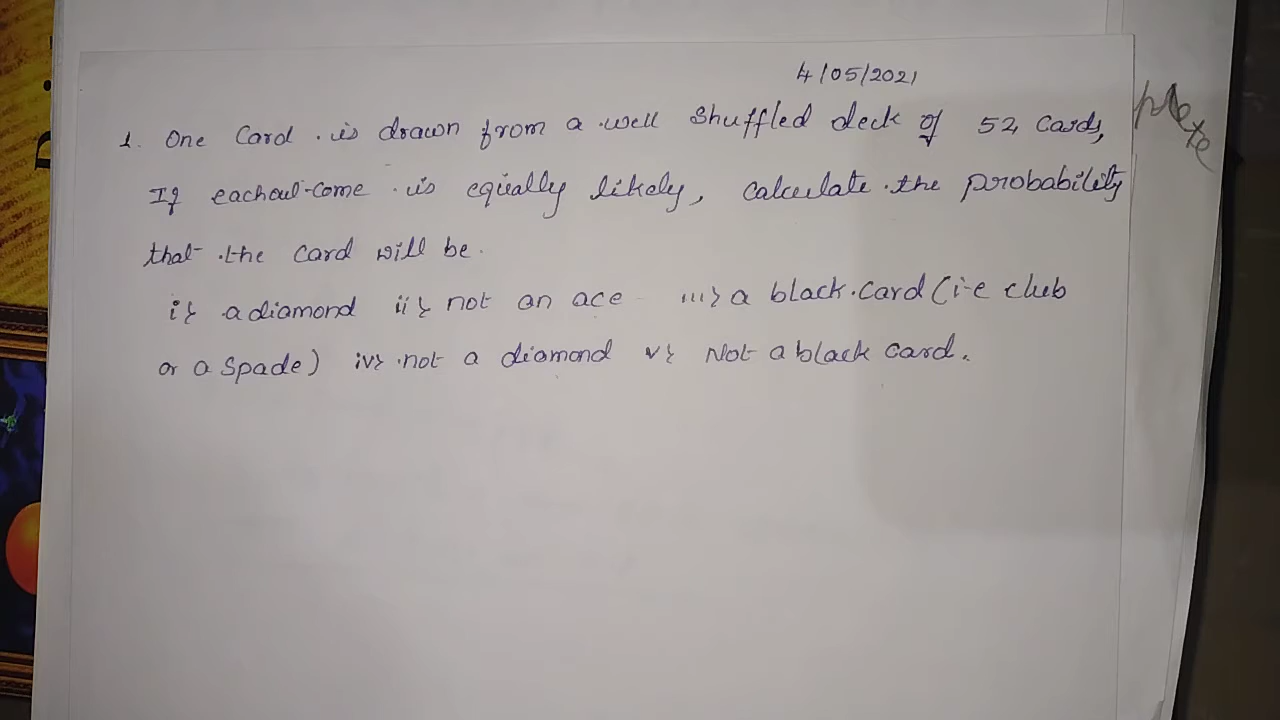 4/05/2021
1. One Card is drawn from a well shuffled deck of 52 Cards,
If each out-come is equally likely, calculate the probability
that the card will be.
i} a diamond ii} not an ace iii} a black card (i-e club
or a Spade) iv} not a diamond v} Not a black card.